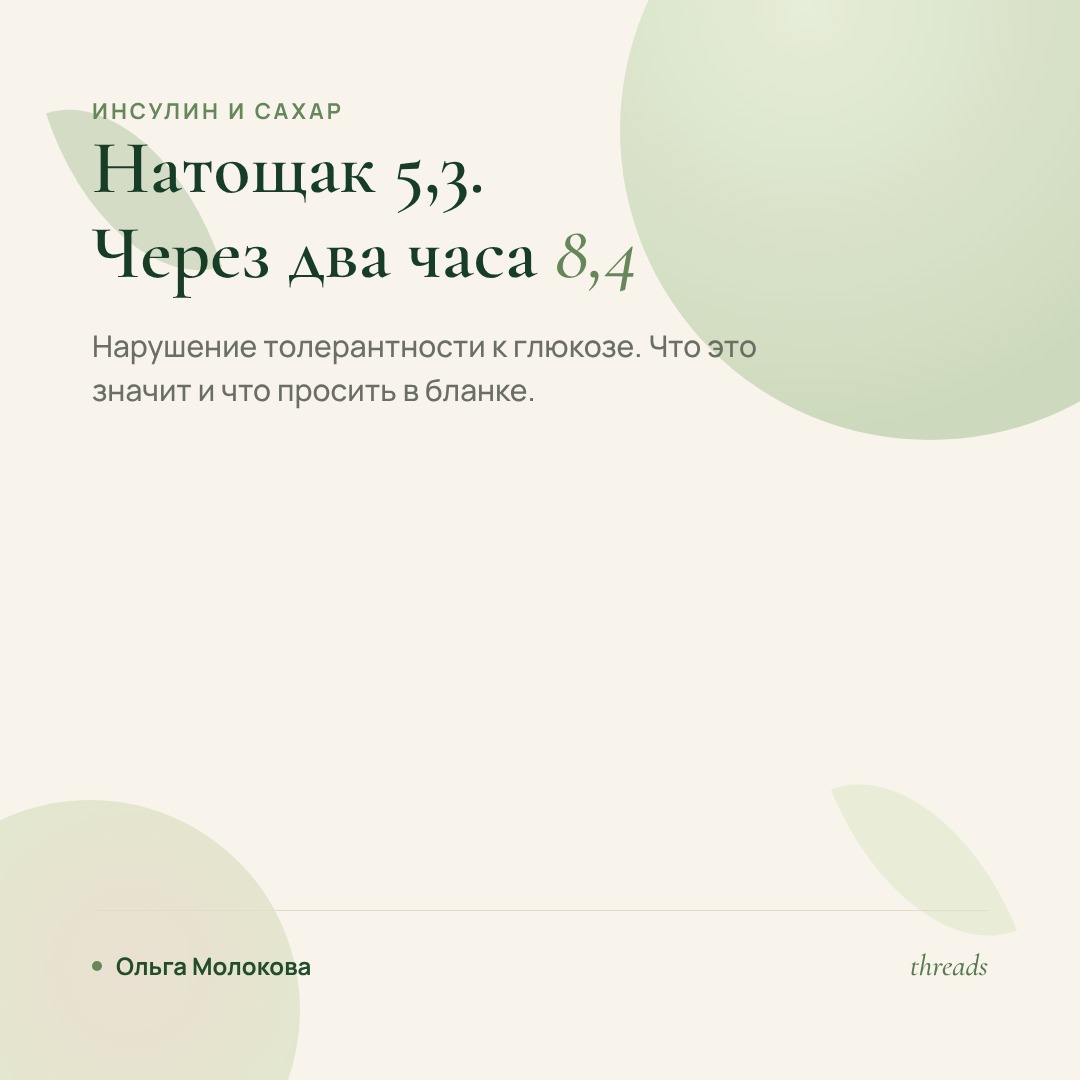 ИНСУЛИН И САХАР
Натощак 5,3.
Через два часа 8,4
Нарушение толерантности к глюкозе. Что это
значит и что просить в бланке.
Ольга Молокова
threads